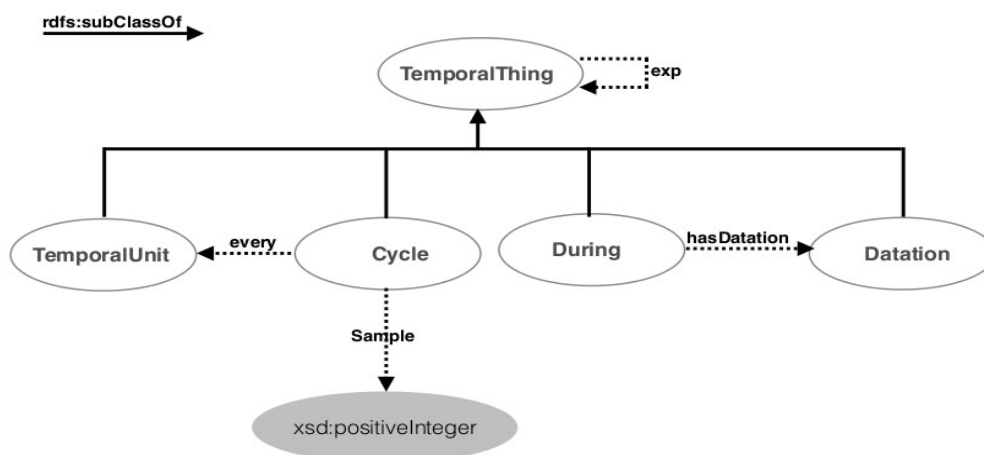 rdfs:subClassOf
TemporalThing
exp
TemporalUnit
every
Cycle
During
hasDatation
Datation
Sample
xsd:positiveInteger